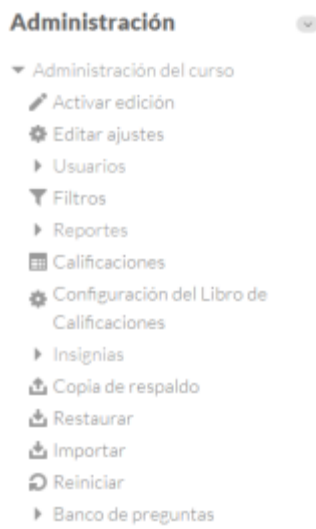 Administración
Administración del curso
Activar edición
Editar ajustes
Usuarios
Filtros
Reportes
Calificaciones
Configuración del Libro de
Calificaciones
Insignias
Copia de respaldo
Restaurar
Importar
Reiniciar
Banco de preguntas